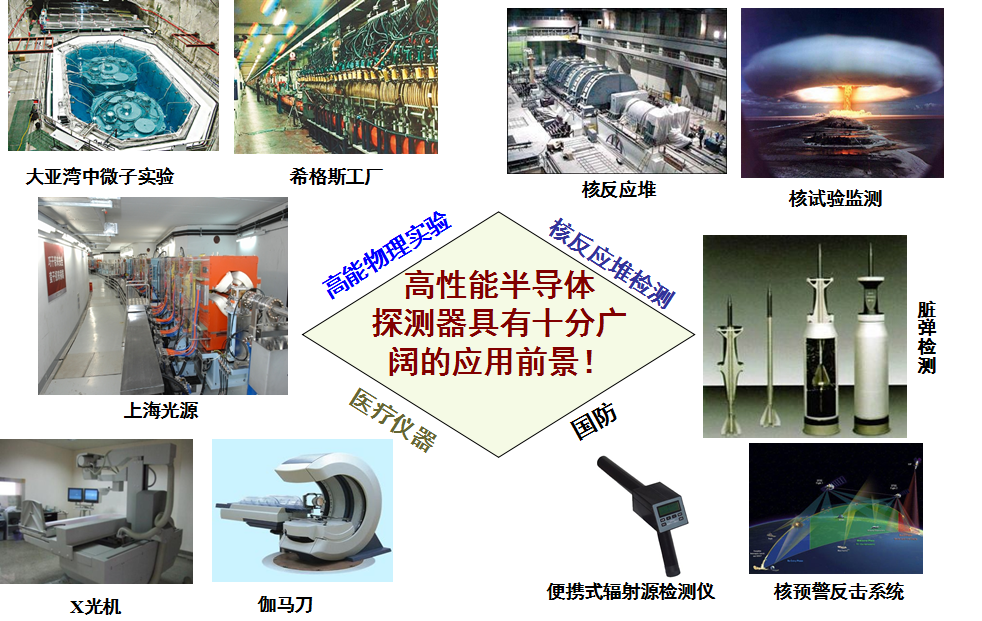 大亚湾中微子实验
希格斯工厂
核反应堆
核试验监测
高能物理实验
核反应堆检测
高性能半导体
探测器具有十分广
阔的应用前景！
上海光源
脏弹检测
医疗仪器
国防
X光机
伽马刀
便携式辐射源检测仪
核预警反击系统